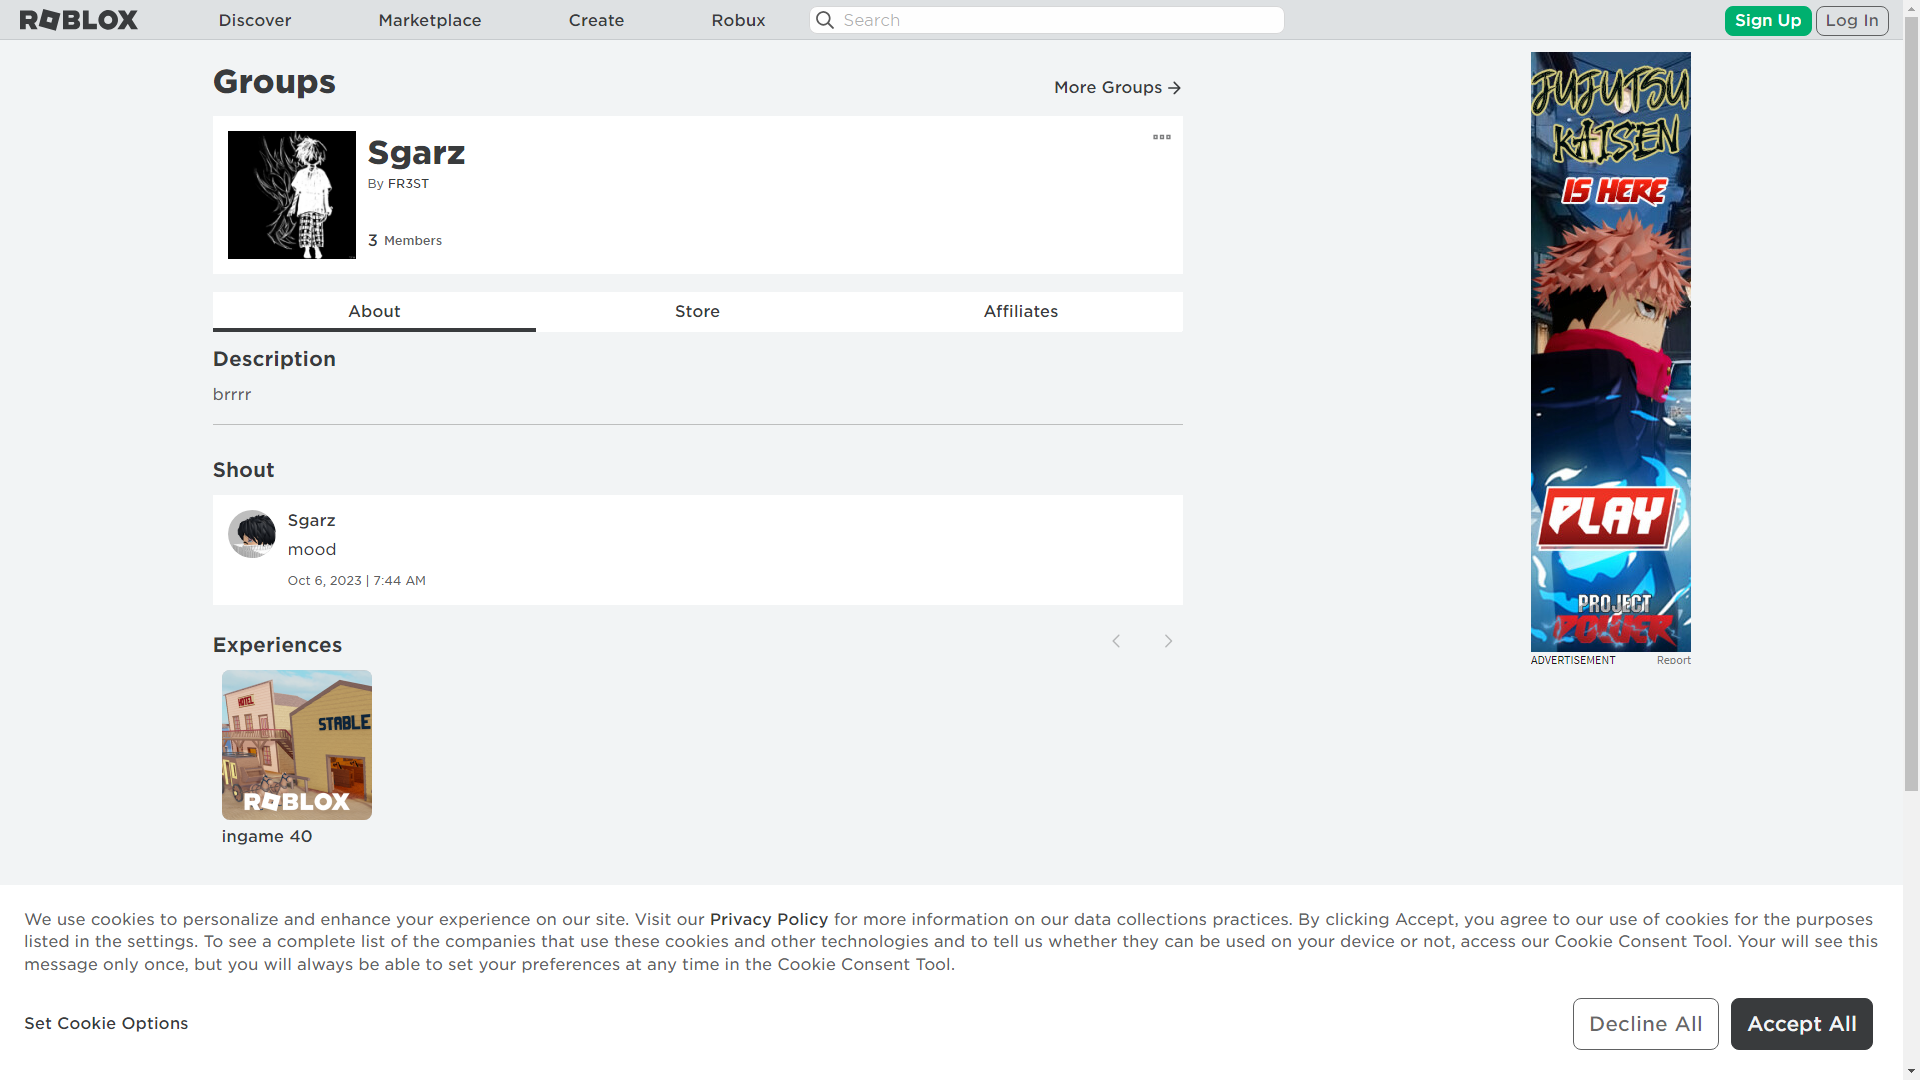 ROBLOX
Discover
Marketplace
Create
Robux
Search
Sign Up
Log In
Groups
More Groups
Sgarz
By FR3ST
3 Members
About
Store
Affiliates
Description
brrrr
Shout
Sgarz
mood
Oct 6, 2023 | 7:44 AM
Experiences
HOTEL
STABLE
ROBLOX
ingame 40
JUJUTSU
KAISEN
IS HERE
PLAY
PROJECT
POWER
ADVERTISEMENT
Report
We use cookies to personalize and enhance your experience on our site. Visit our Privacy Policy for more information on our data collections practices. By clicking Accept, you agree to our use of cookies for the purposes
listed in the settings. To see a complete list of the companies that use these cookies and other technologies and to tell us whether they can be used on your device or not, access our Cookie Consent Tool. Your will see this
message only once, but you will always be able to set your preferences at any time in the Cookie Consent Tool.
Set Cookie Options
Decline All
Accept All